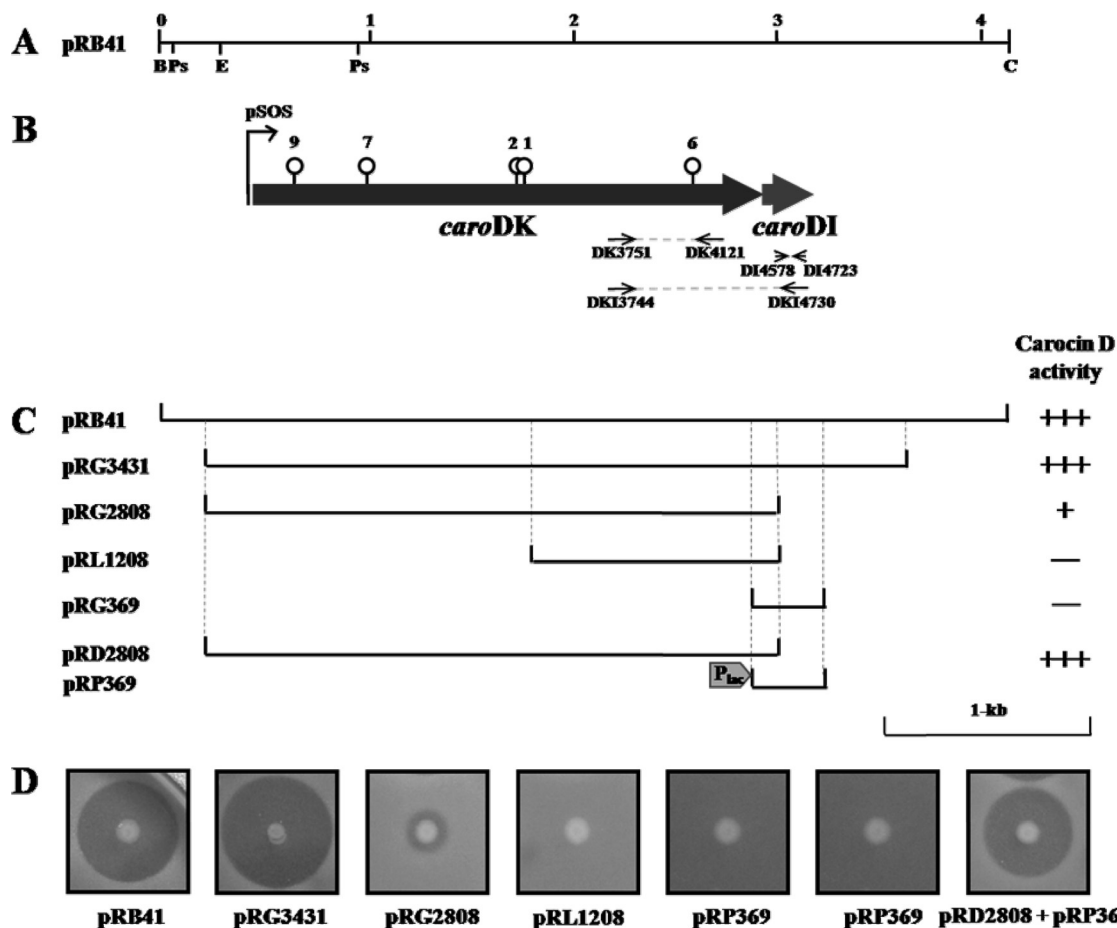 A pRB41 0 1 2 3 4
B Ps E Ps C
B pSOS
9 7 2 1 6
caroDK caroDI
DK3751 DK4121
DI4578 DI4723
DKI3744 DKI4730
Carocin D
activity
C pRB41 +++
pRG3431 +++
pRG2808 +
pRL1208 —
pRG369 —
pRD2808 +++
Plac
pRP369
1-kb
D
pRB41 pRG3431 pRG2808 pRL1208 pRP369 pRP369 pRD2808 + pRP36